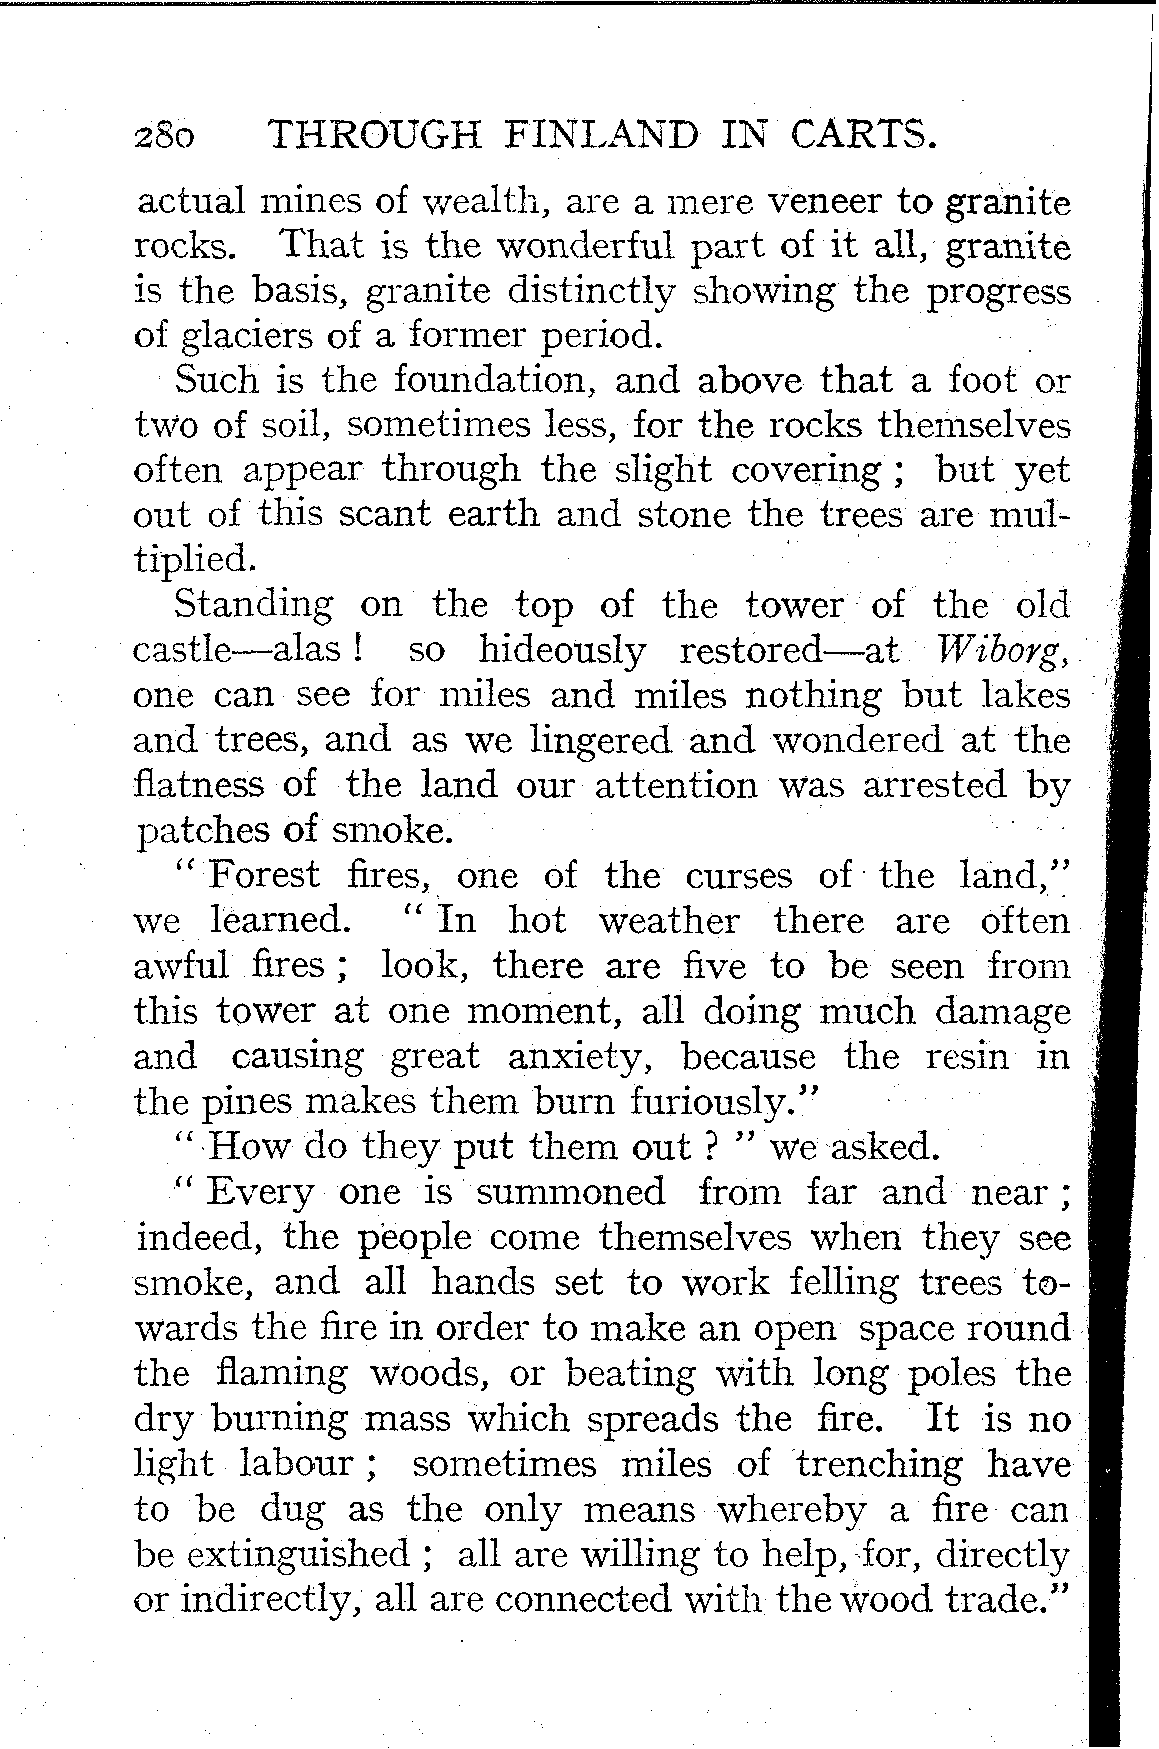 280 THROUGH FINLAND IN CARTS.
actual mines of wealth, are a mere veneer to granite
rocks. That is the wonderful part of it all, granite
is the basis, granite distinctly showing the progress
of glaciers of a former period.
Such is the foundation, and above that a foot or
two of soil, sometimes less, for the rocks themselves
often appear through the slight covering ; but yet
out of this scant earth and stone the trees are mul-
tiplied.
Standing on the top of the tower of the old
castle—alas ! so hideously restored—at Wiborg,
one can see for miles and miles nothing but lakes
and trees, and as we lingered and wondered at the
flatness of the land our attention was arrested by
patches of smoke.
“ Forest fires, one of the curses of the land,”
we learned. “ In hot weather there are often
awful fires ; look, there are five to be seen from
this tower at one moment, all doing much damage
and causing great anxiety, because the resin in
the pines makes them burn furiously.”
“ How do they put them out ? ” we asked.
“ Every one is summoned from far and near ;
indeed, the people come themselves when they see
smoke, and all hands set to work felling trees to-
wards the fire in order to make an open space round
the flaming woods, or beating with long poles the
dry burning mass which spreads the fire. It is no
light labour ; sometimes miles of trenching have
to be dug as the only means whereby a fire can
be extinguished ; all are willing to help, for, directly
or indirectly, all are connected with the wood trade.”